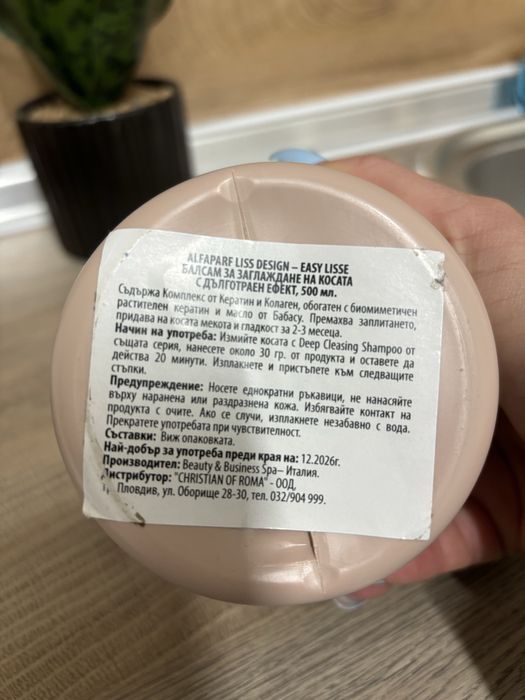 ALFAPARF LISS DESIGN – EASY LISSE
БАЛСАМ ЗА ЗАГЛАЖДАНЕ НА КОСАТА
С ДЪЛГОТРАЕН ЕФЕКТ, 500 мл.
Съдържа Комплекс от Кератин и Колаген, обогатен с биомиметичен
растителен кератин и масло от Бабасу. Премахва заплитането,
придава на косата мекота и гладкост за 2-3 месеца.
Начин на употреба: Измийте косата с Deep Cleasing Shampoo от
същата серия, нанесете около 30 гр. от продукта и оставете да
действа 20 минути. Изплакнете и пристъпете към следващите
стъпки.
Предупреждение: Носете еднократни ръкавици, не нанасяйте
върху наранена или раздразнена кожа. Избягвайте контакт на
продукта с очите. Ако се случи, изплакнете незабавно с вода.
Прекратете употребата при чувствителност.
Съставки: Виж опаковката.
Най-добър за употреба преди края на: 12.2026г.
Производител: Beauty & Business Spa– Италия.
Дистрибутор: "CHRISTIAN OF ROMA" - ООД,
гр. Пловдив, ул. Оборище 28-30, тел. 032/904 999.